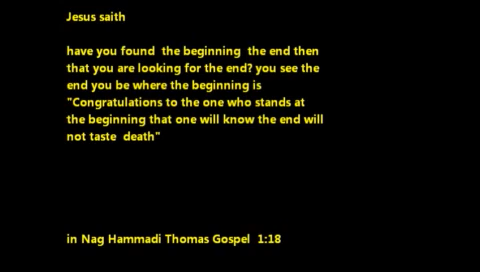 Jesus saith
have you found  the beginning  the end then
that you are looking for the end? you see the
end you be where the beginning is
"Congratulations to the one who stands at
the beginning that one will know the end will
not taste  death"
in Nag Hammadi Thomas Gospel  1:18